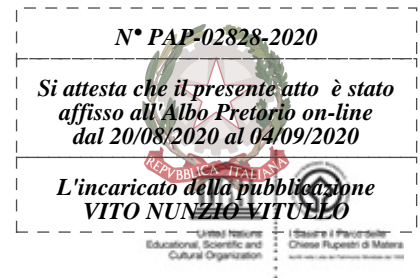 N° PAP-02828-2020
Si attesta che il presente atto è stato
affisso all'Albo Pretorio on-line
dal 20/08/2020 al 04/09/2020
REPVBBLICA ITALIANA
L'incaricato della pubblicazione
VITO NUNZIO VITULLO
United Nations
Educational, Scientific and
Cultural Organization
I Sassi e il Parco delle
Chiese Rupestri di Matera